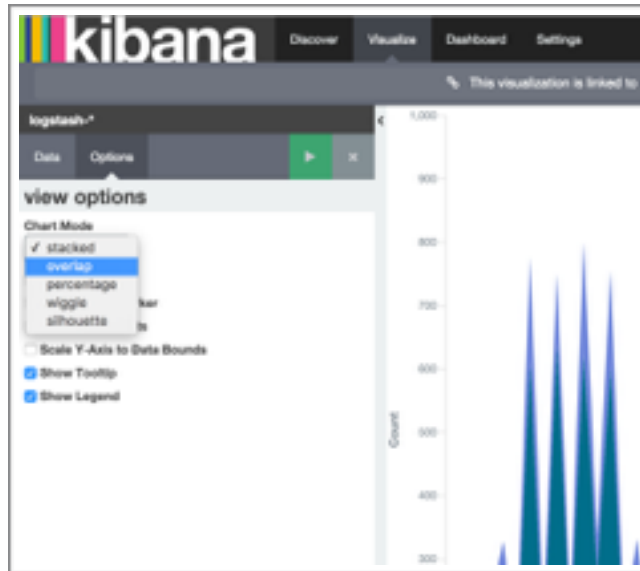 kibana Discover Visualize Dashboard Settings
This visualization is linked to
logstash-*
Data Options
view options
Chart Mode
✓ stacked
overlap
percentage
wiggle
silhouette
Scale Y-Axis to Data Bounds
Show Tooltip
Show Legend
1,000
900
800
700
600
500
400
300
Count